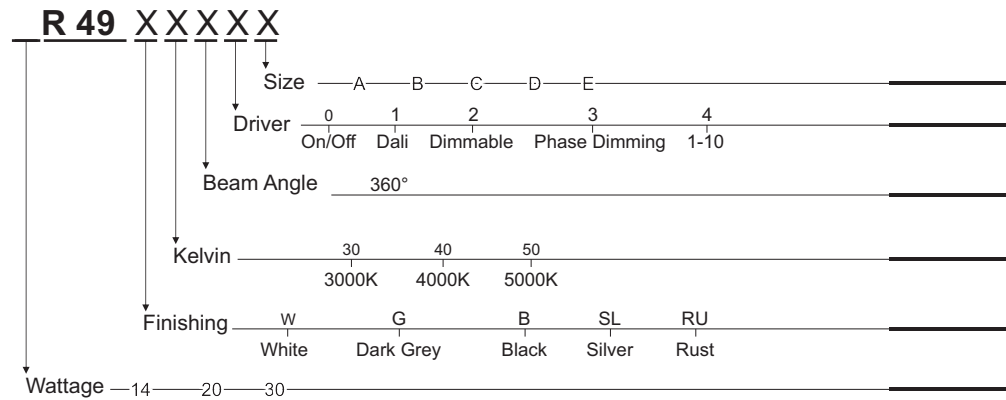 R 49 X X X X X
Size A B C D E
Driver 0 1 2 3 4
On/Off Dali Dimmable Phase Dimming 1-10
Beam Angle 360°
Kelvin 30 40 50
3000K 4000K 5000K
Finishing W G B SL RU
White Dark Grey Black Silver Rust
Wattage 14 20 30